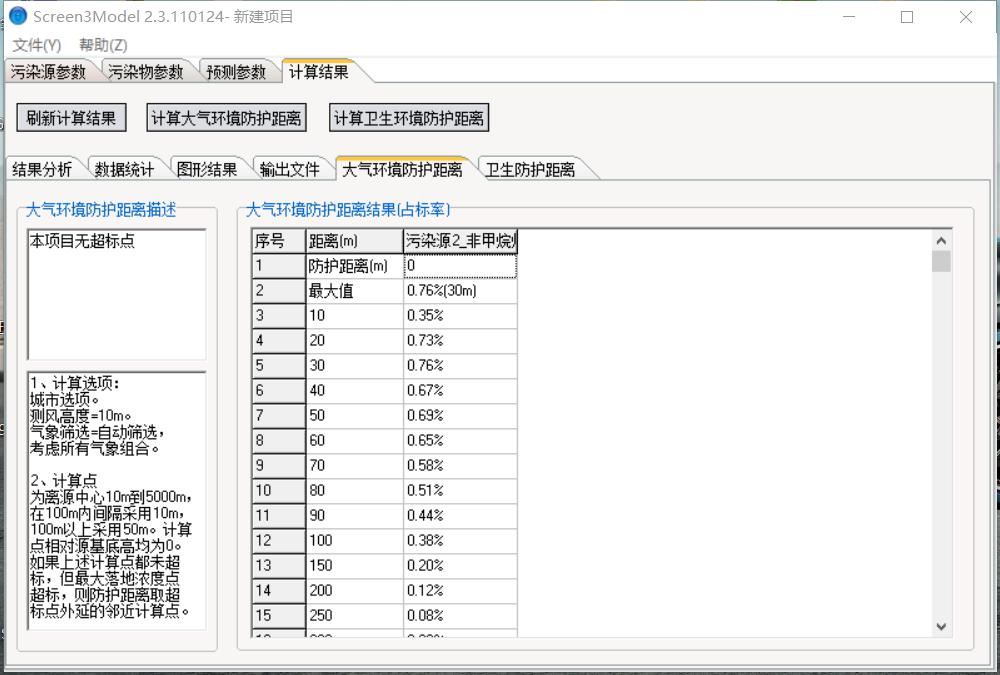 Screen3Model 2.3.110124- 新建项目
文件(Y) 帮助(Z)
污染源参数 污染物参数 预测参数 计算结果
刷新计算结果 计算大气环境防护距离 计算卫生环境防护距离
结果分析 数据统计 图形结果 输出文件 大气环境防护距离 卫生防护距离
大气环境防护距离描述
本项目无超标点
1、计算选项:
城市选项。
测风高度=10m。
气象筛选=自动筛选,
考虑所有气象组合。
2、计算点
为离源中心10m到5000m,
在100m内间隔采用10m,
100m以上采用50m。计算
点相对源基底高均为0。
如果上述计算点都未超
标,但最大落地浓度点
超标,则防护距离取超
标点外延的邻近计算点。
大气环境防护距离结果(占标率)
序号 距离(m) 污染源2_非甲烷
1 防护距离(m) 0
2 最大值 0.76%(30m)
3 10 0.35%
4 20 0.73%
5 30 0.76%
6 40 0.67%
7 50 0.69%
8 60 0.65%
9 70 0.58%
10 80 0.51%
11 90 0.44%
12 100 0.38%
13 150 0.20%
14 200 0.12%
15 250 0.08%